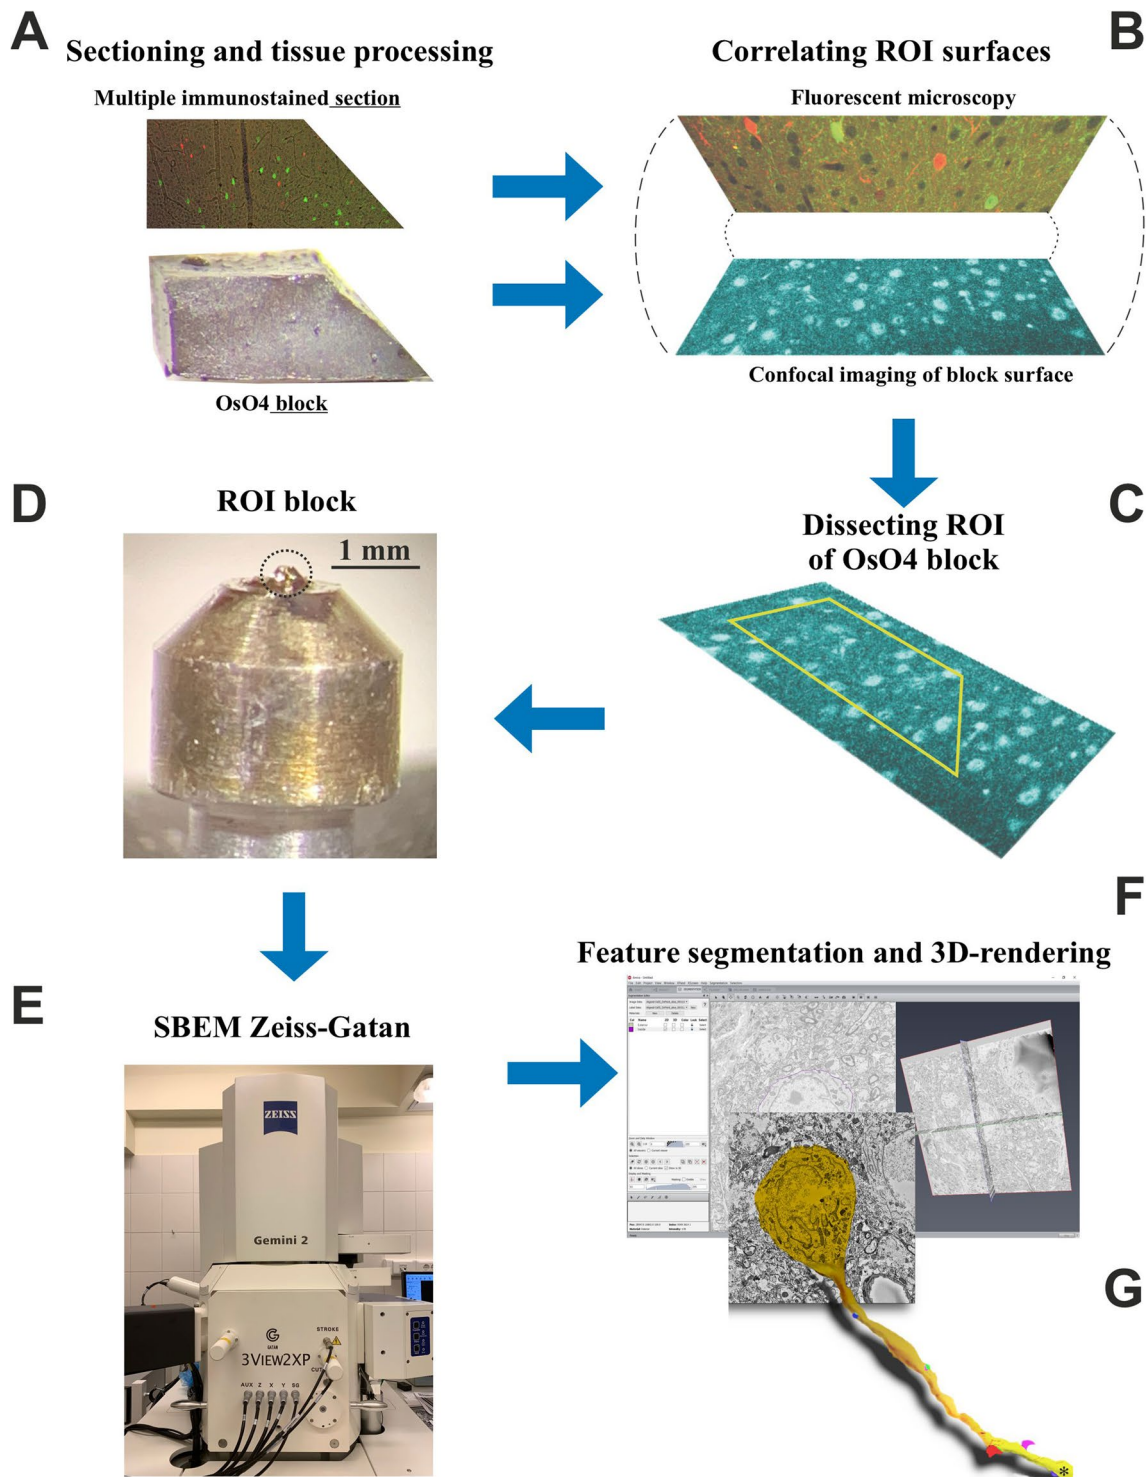 A
Sectioning and tissue processing
Multiple immunostained section
OsO4 block
B
Correlating ROI surfaces
Fluorescent microscopy
Confocal imaging of block surface
C
Dissecting ROI
of OsO4 block
D
ROI block
1 mm
E
SBEM Zeiss-Gatan
ZEISS
Gemini 2
STROKE
GATAN
3VIEW2XP
CUT
AUX Z X Y SG
F
Feature segmentation and 3D-rendering
G
*